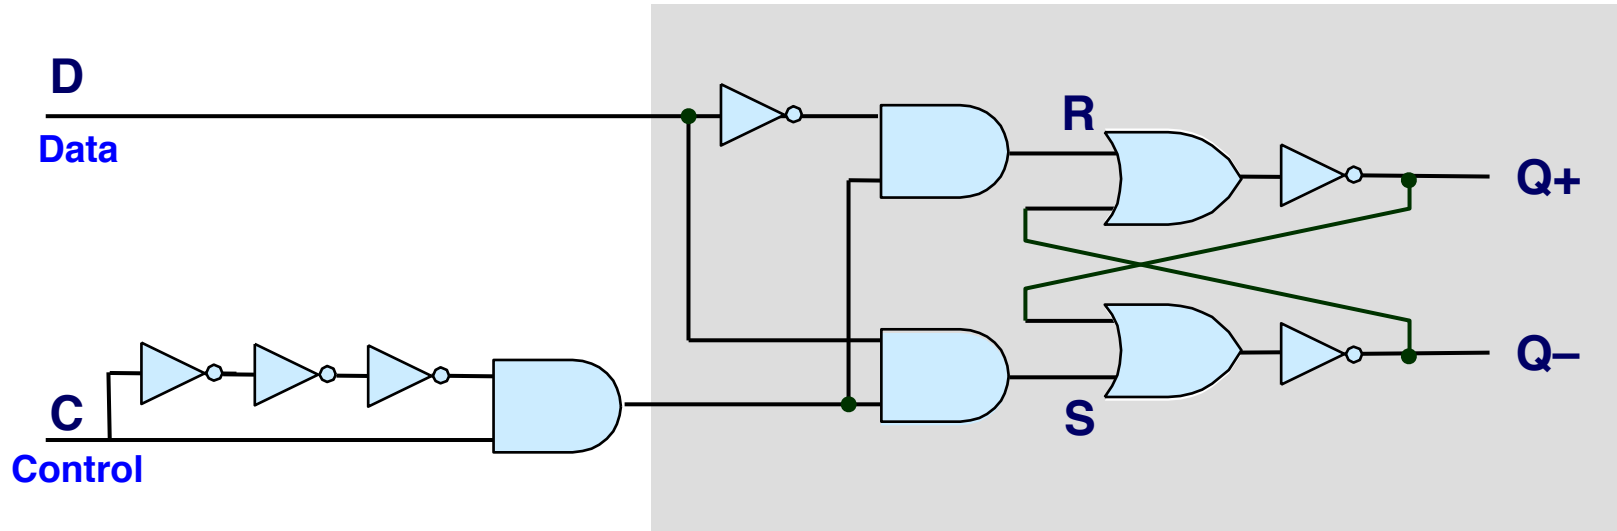 D
Data
R
Q+
Q–
C
S
Control